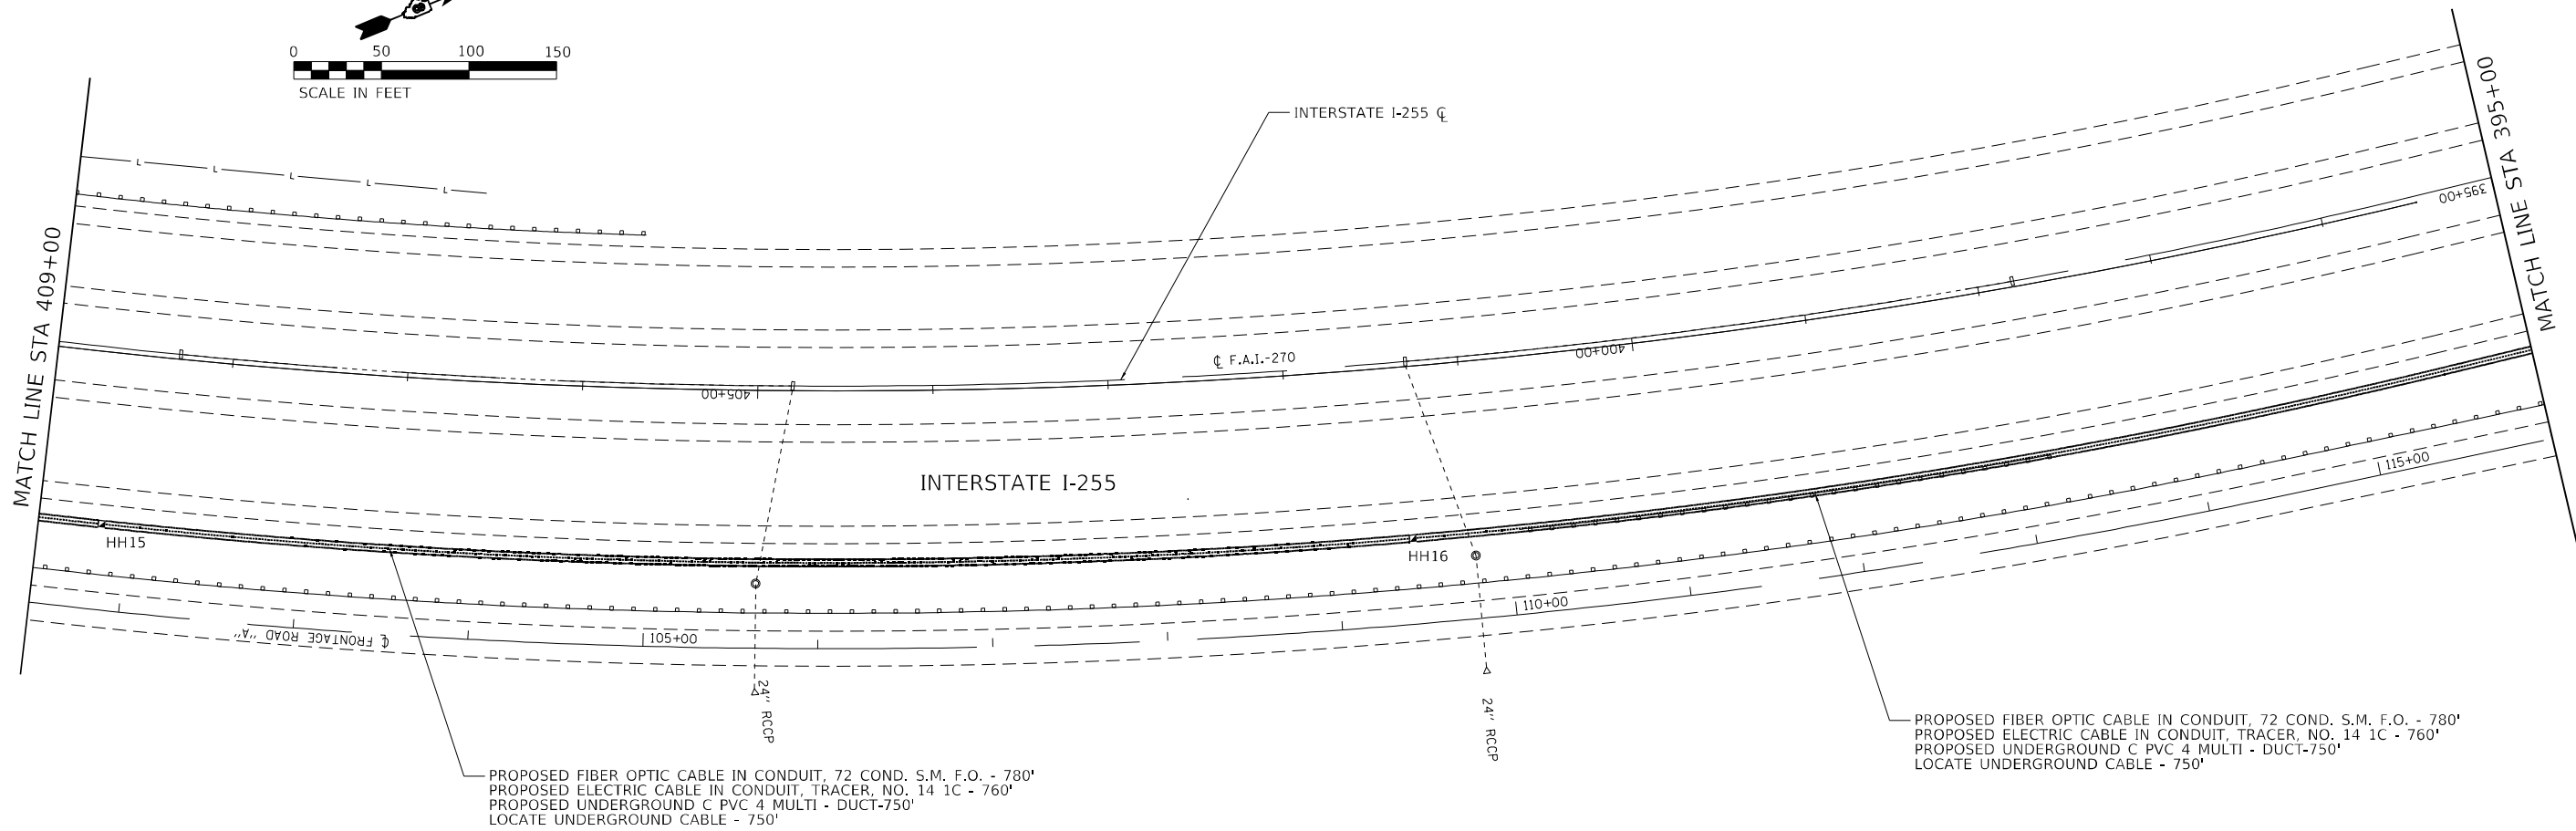 0 50 100 150
SCALE IN FEET
INTERSTATE I-255 ℄
MATCH LINE STA 409+00
MATCH LINE STA 395+00
395+00
400+00
℄ F.A.I.-270
405+00
INTERSTATE I-255
HH15
HH16
℄ FRONTAGE ROAD "A"
105+00
110+00
115+00
24" RCCP
24" RCCP
PROPOSED FIBER OPTIC CABLE IN CONDUIT, 72 COND. S.M. F.O. - 780'
PROPOSED ELECTRIC CABLE IN CONDUIT, TRACER, NO. 14 1C - 760'
PROPOSED UNDERGROUND C PVC 4 MULTI - DUCT-750'
LOCATE UNDERGROUND CABLE - 750'
PROPOSED FIBER OPTIC CABLE IN CONDUIT, 72 COND. S.M. F.O. - 780'
PROPOSED ELECTRIC CABLE IN CONDUIT, TRACER, NO. 14 1C - 760'
PROPOSED UNDERGROUND C PVC 4 MULTI - DUCT-750'
LOCATE UNDERGROUND CABLE - 750'
L L L L L